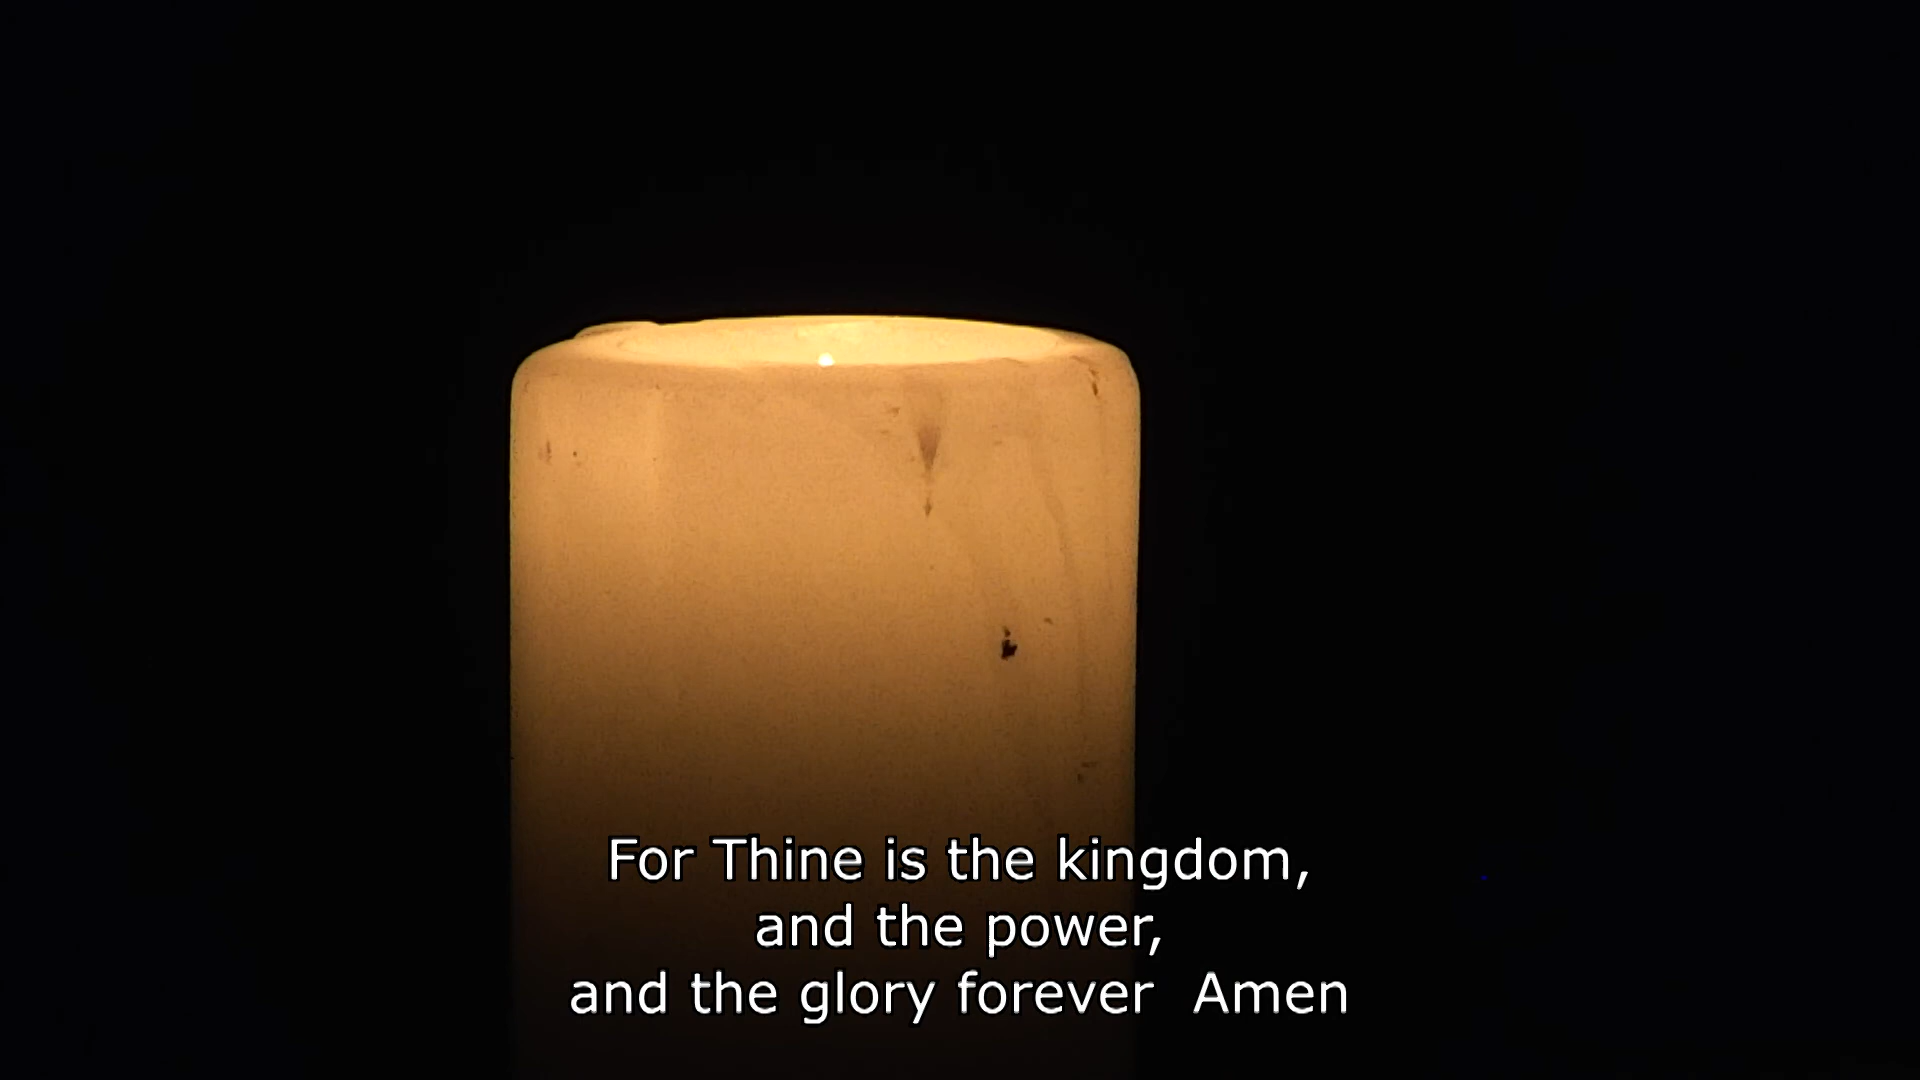 For Thine is the kingdom,
and the power,
and the glory forever  Amen